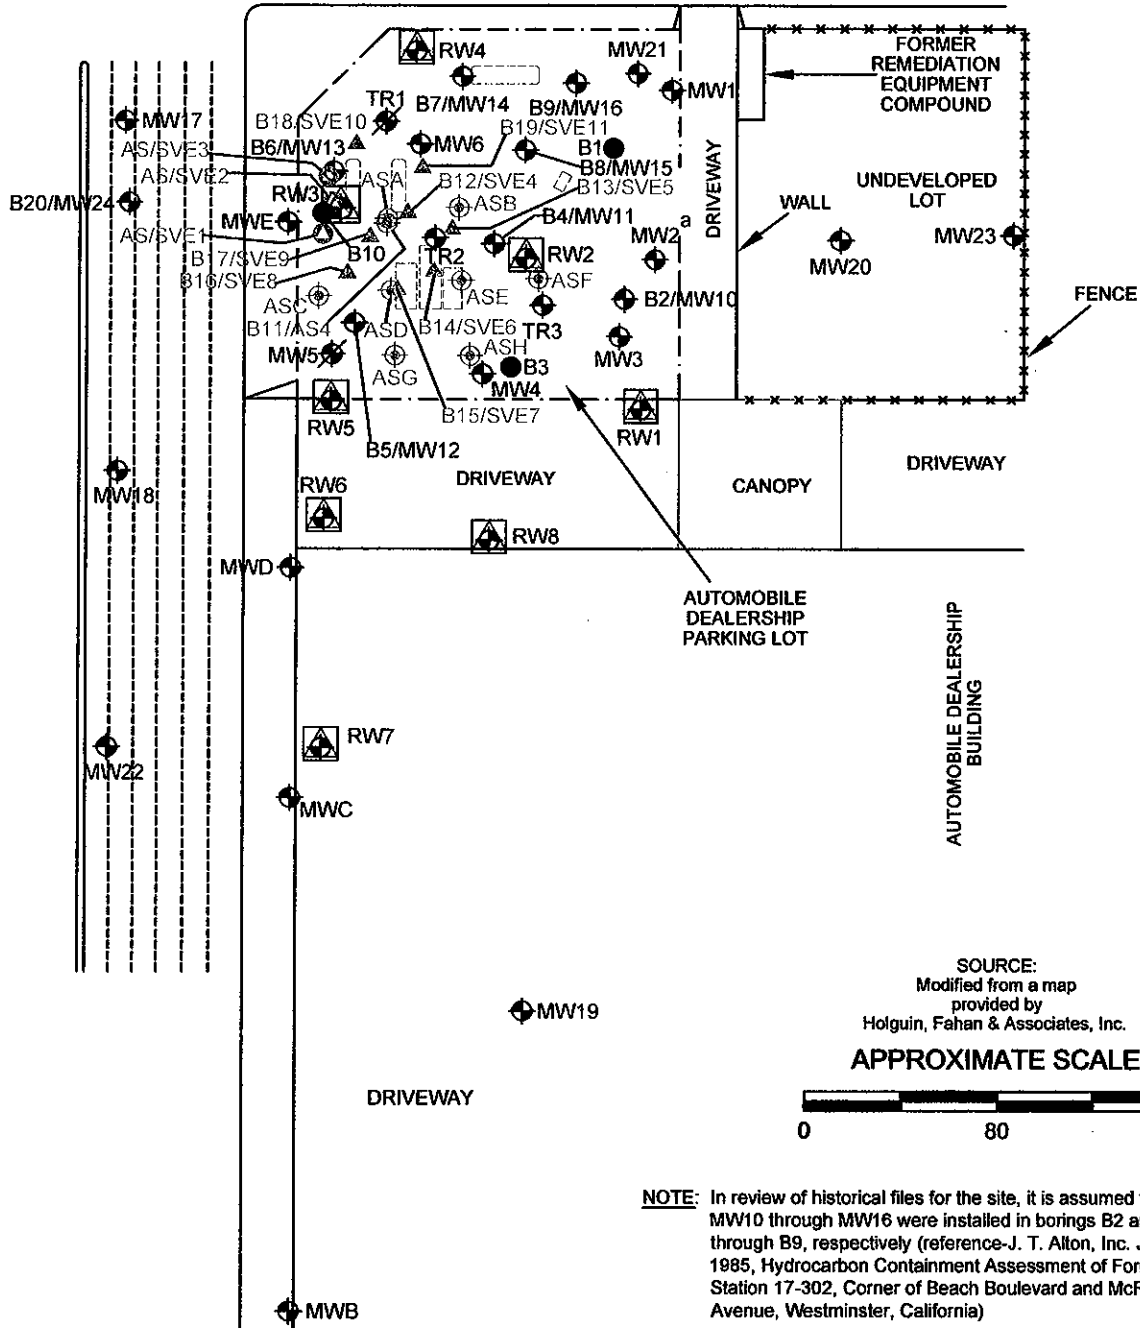 RW4
MW21
FORMER
REMEDIATION
EQUIPMENT
COMPOUND
TR1
B7/MW14
B9/MW16
MW1
MW17
B18/SVE10
B19/SVE11
B6/MW13
MW6
B1
AS/SVE3
B8/MW15
AS/SVE2
ASA
B12/SVE4
B13/SVE5
UNDEVELOPED
LOT
RW3
ASB
DRIVEWAY
WALL
B20/MW24
MWE
B4/MW11
a
MW23
AS/SVE1
MW2
B10
TR2
RW2
MW20
B17/SVE9
B16/SVE8
ASE
ASF
ASC
B2/MW10
FENCE
B11/AS4
ASD
B14/SVE6
TR3
MW5
ASH
MW3
ASG
B3
MW4
RW5
B15/SVE7
RW1
B5/MW12
MW18
DRIVEWAY
CANOPY
DRIVEWAY
RW6
RW8
MWD
AUTOMOBILE
DEALERSHIP
PARKING LOT
AUTOMOBILE DEALERSHIP
BUILDING
RW7
MW22
MWC
SOURCE:
Modified from a map
provided by
Holguin, Fahan & Associates, Inc.
MW19
APPROXIMATE SCALE
DRIVEWAY
0 80
NOTE: In review of historical files for the site, it is assumed
MW10 through MW16 were installed in borings B2
through B9, respectively (reference-J. T. Alton, Inc.
1985, Hydrocarbon Containment Assessment of
Station 17-302, Corner of Beach Boulevard and
Avenue, Westminster, California)
MWB